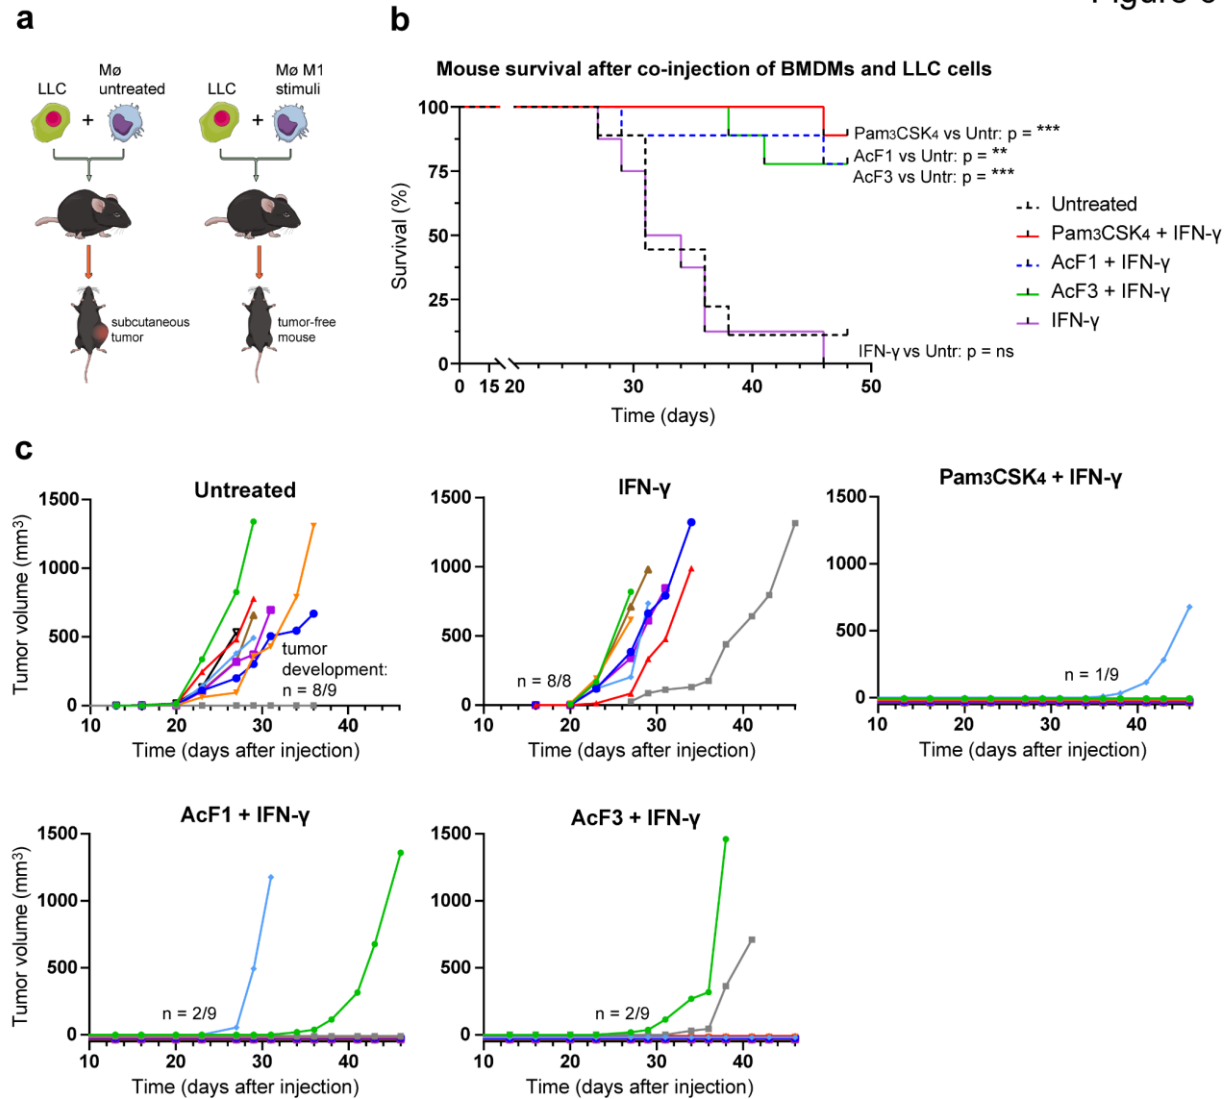 Figure 6
a
LLC
+
Mø
untreated
LLC
+
Mø M1
stimuli
subcutaneous
tumor
tumor-free
mouse
b
Mouse survival after co-injection of BMDMs and LLC cells
Survival (%)
100
75
50
25
0
0 15 20 30 40 50
Time (days)
Pam3CSK4 vs Untr: p = ***
AcF1 vs Untr: p = **
AcF3 vs Untr: p = ***
IFN-γ vs Untr: p = ns
Untreated
Pam3CSK4 + IFN-γ
AcF1 + IFN-γ
AcF3 + IFN-γ
IFN-γ
c
Untreated
Tumor volume (mm3)
1500
1000
500
0
tumor
development:
n = 8/9
10 20 30 40
Time (days after injection)
IFN-γ
1500
1000
500
0
n = 8/8
10 20 30 40
Time (days after injection)
Pam3CSK4 + IFN-γ
1500
1000
500
0
n = 1/9
10 20 30 40
Time (days after injection)
AcF1 + IFN-γ
Tumor volume (mm3)
1500
1000
500
0
n = 2/9
10 20 30 40
Time (days after injection)
AcF3 + IFN-γ
1500
1000
500
0
n = 2/9
10 20 30 40
Time (days after injection)